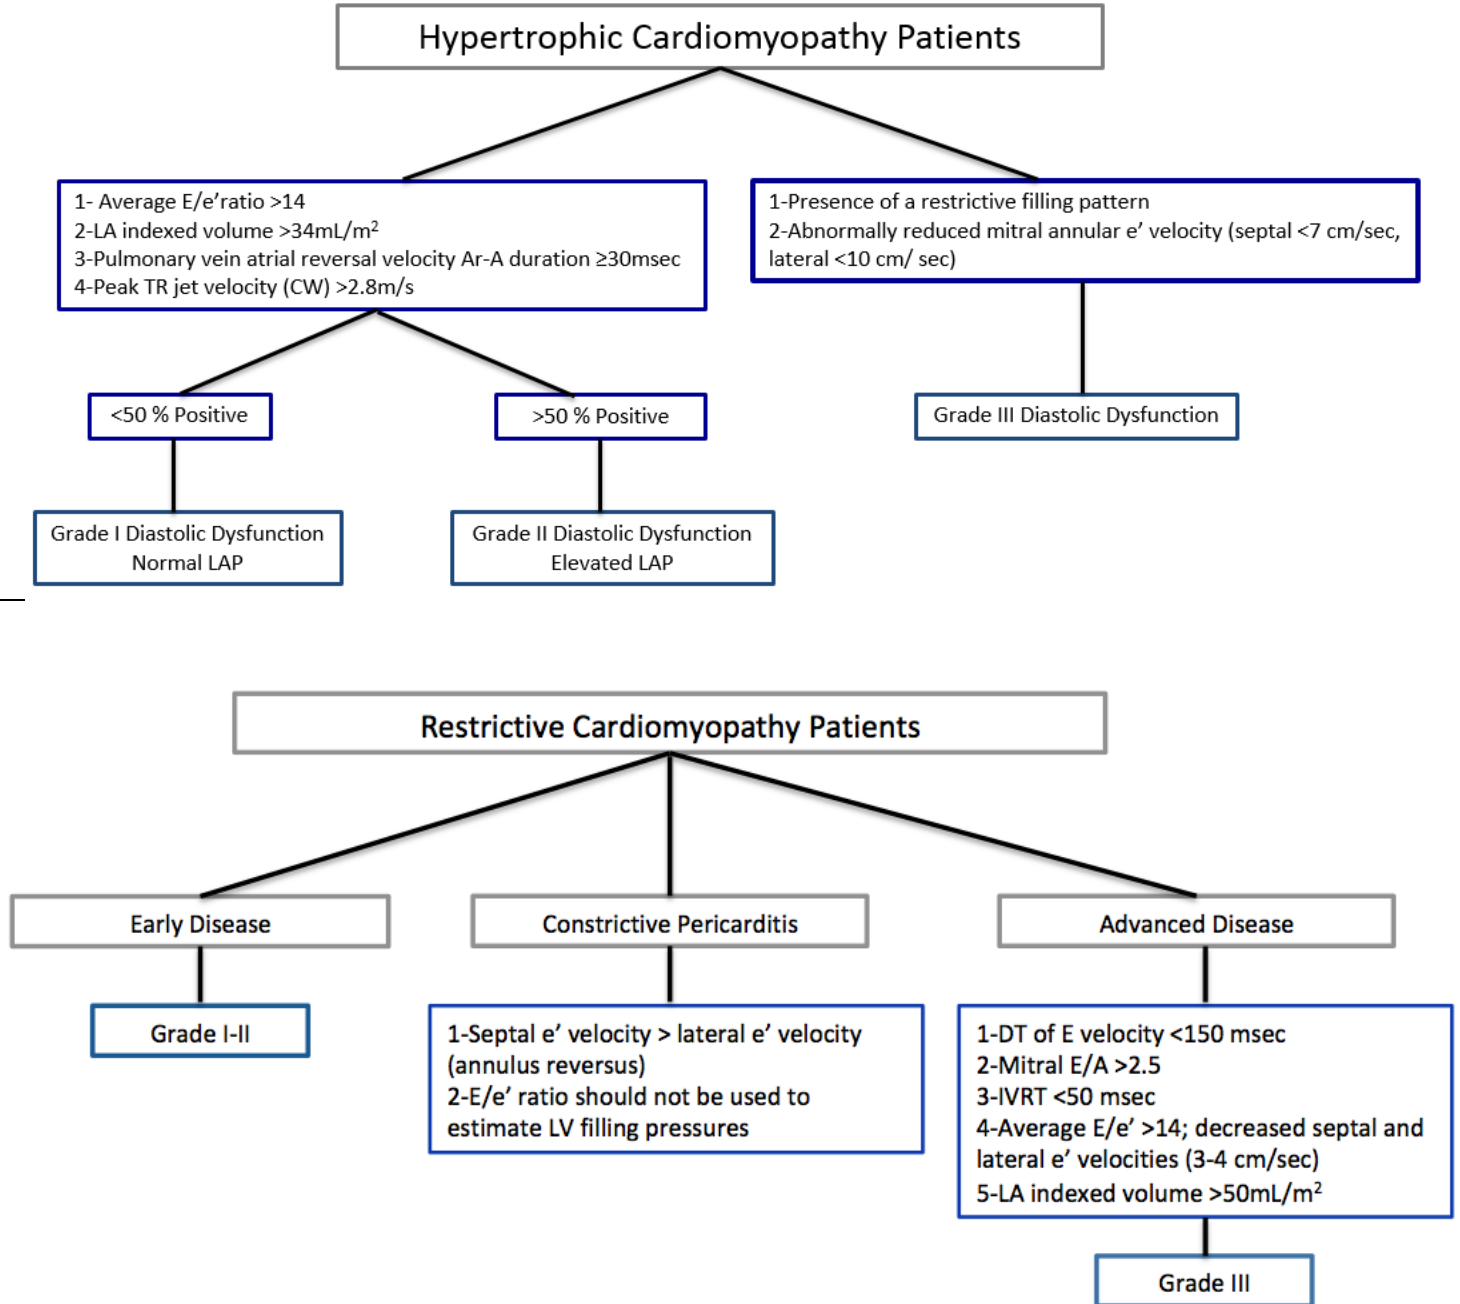 Hypertrophic Cardiomyopathy Patients
1- Average E/e’ratio >14
2-LA indexed volume >34mL/m²
3-Pulmonary vein atrial reversal velocity Ar-A duration ≥30msec
4-Peak TR jet velocity (CW) >2.8m/s
1-Presence of a restrictive filling pattern
2-Abnormally reduced mitral annular e’ velocity (septal <7 cm/sec,
lateral <10 cm/ sec)
<50 % Positive
>50 % Positive
Grade III Diastolic Dysfunction
Grade I Diastolic Dysfunction
Normal LAP
Grade II Diastolic Dysfunction
Elevated LAP
Restrictive Cardiomyopathy Patients
Early Disease
Constrictive Pericarditis
Advanced Disease
Grade I-II
1-Septal e’ velocity > lateral e’ velocity
(annulus reversus)
2-E/e’ ratio should not be used to
estimate LV filling pressures
1-DT of E velocity <150 msec
2-Mitral E/A >2.5
3-IVRT <50 msec
4-Average E/e’ >14; decreased septal and
lateral e’ velocities (3-4 cm/sec)
5-LA indexed volume >50mL/m²
Grade III